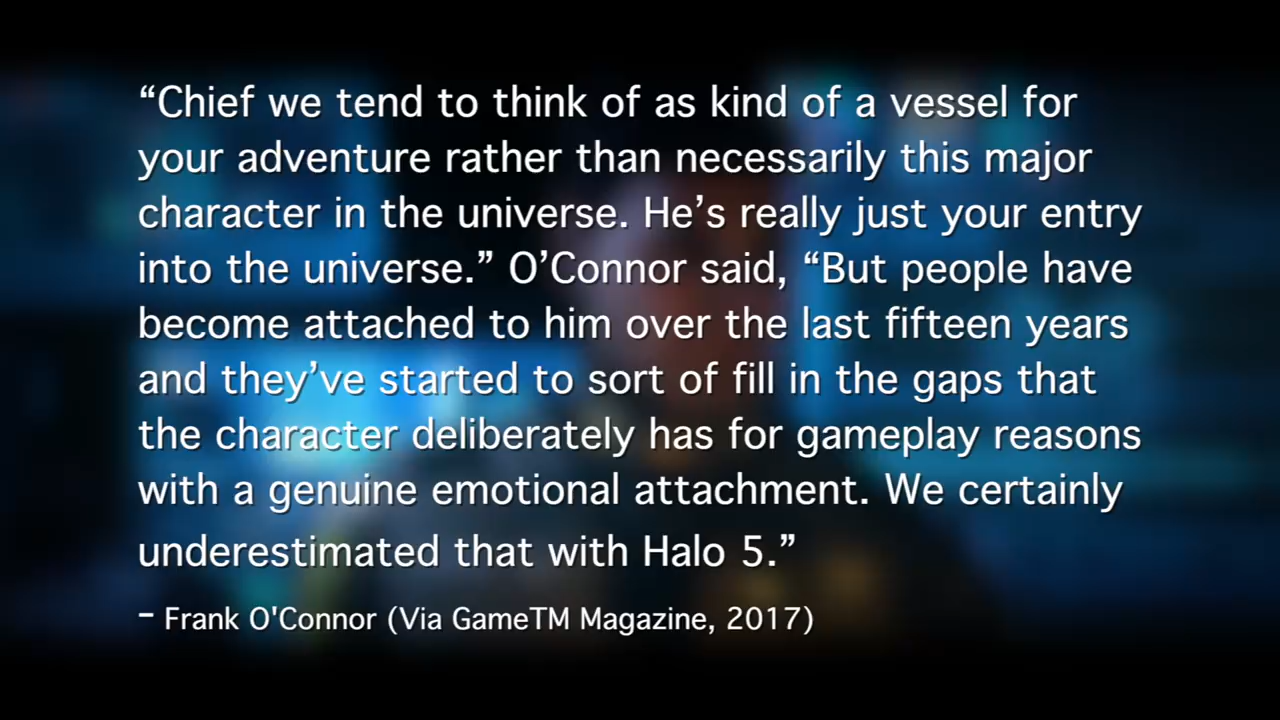 “Chief we tend to think of as kind of a vessel for
your adventure rather than necessarily this major
character in the universe. He’s really just your entry
into the universe.” O’Connor said, “But people have
become attached to him over the last fifteen years
and they’ve started to sort of fill in the gaps that
the character deliberately has for gameplay reasons
with a genuine emotional attachment. We certainly
underestimated that with Halo 5.”
– Frank O'Connor (Via GameTM Magazine, 2017)